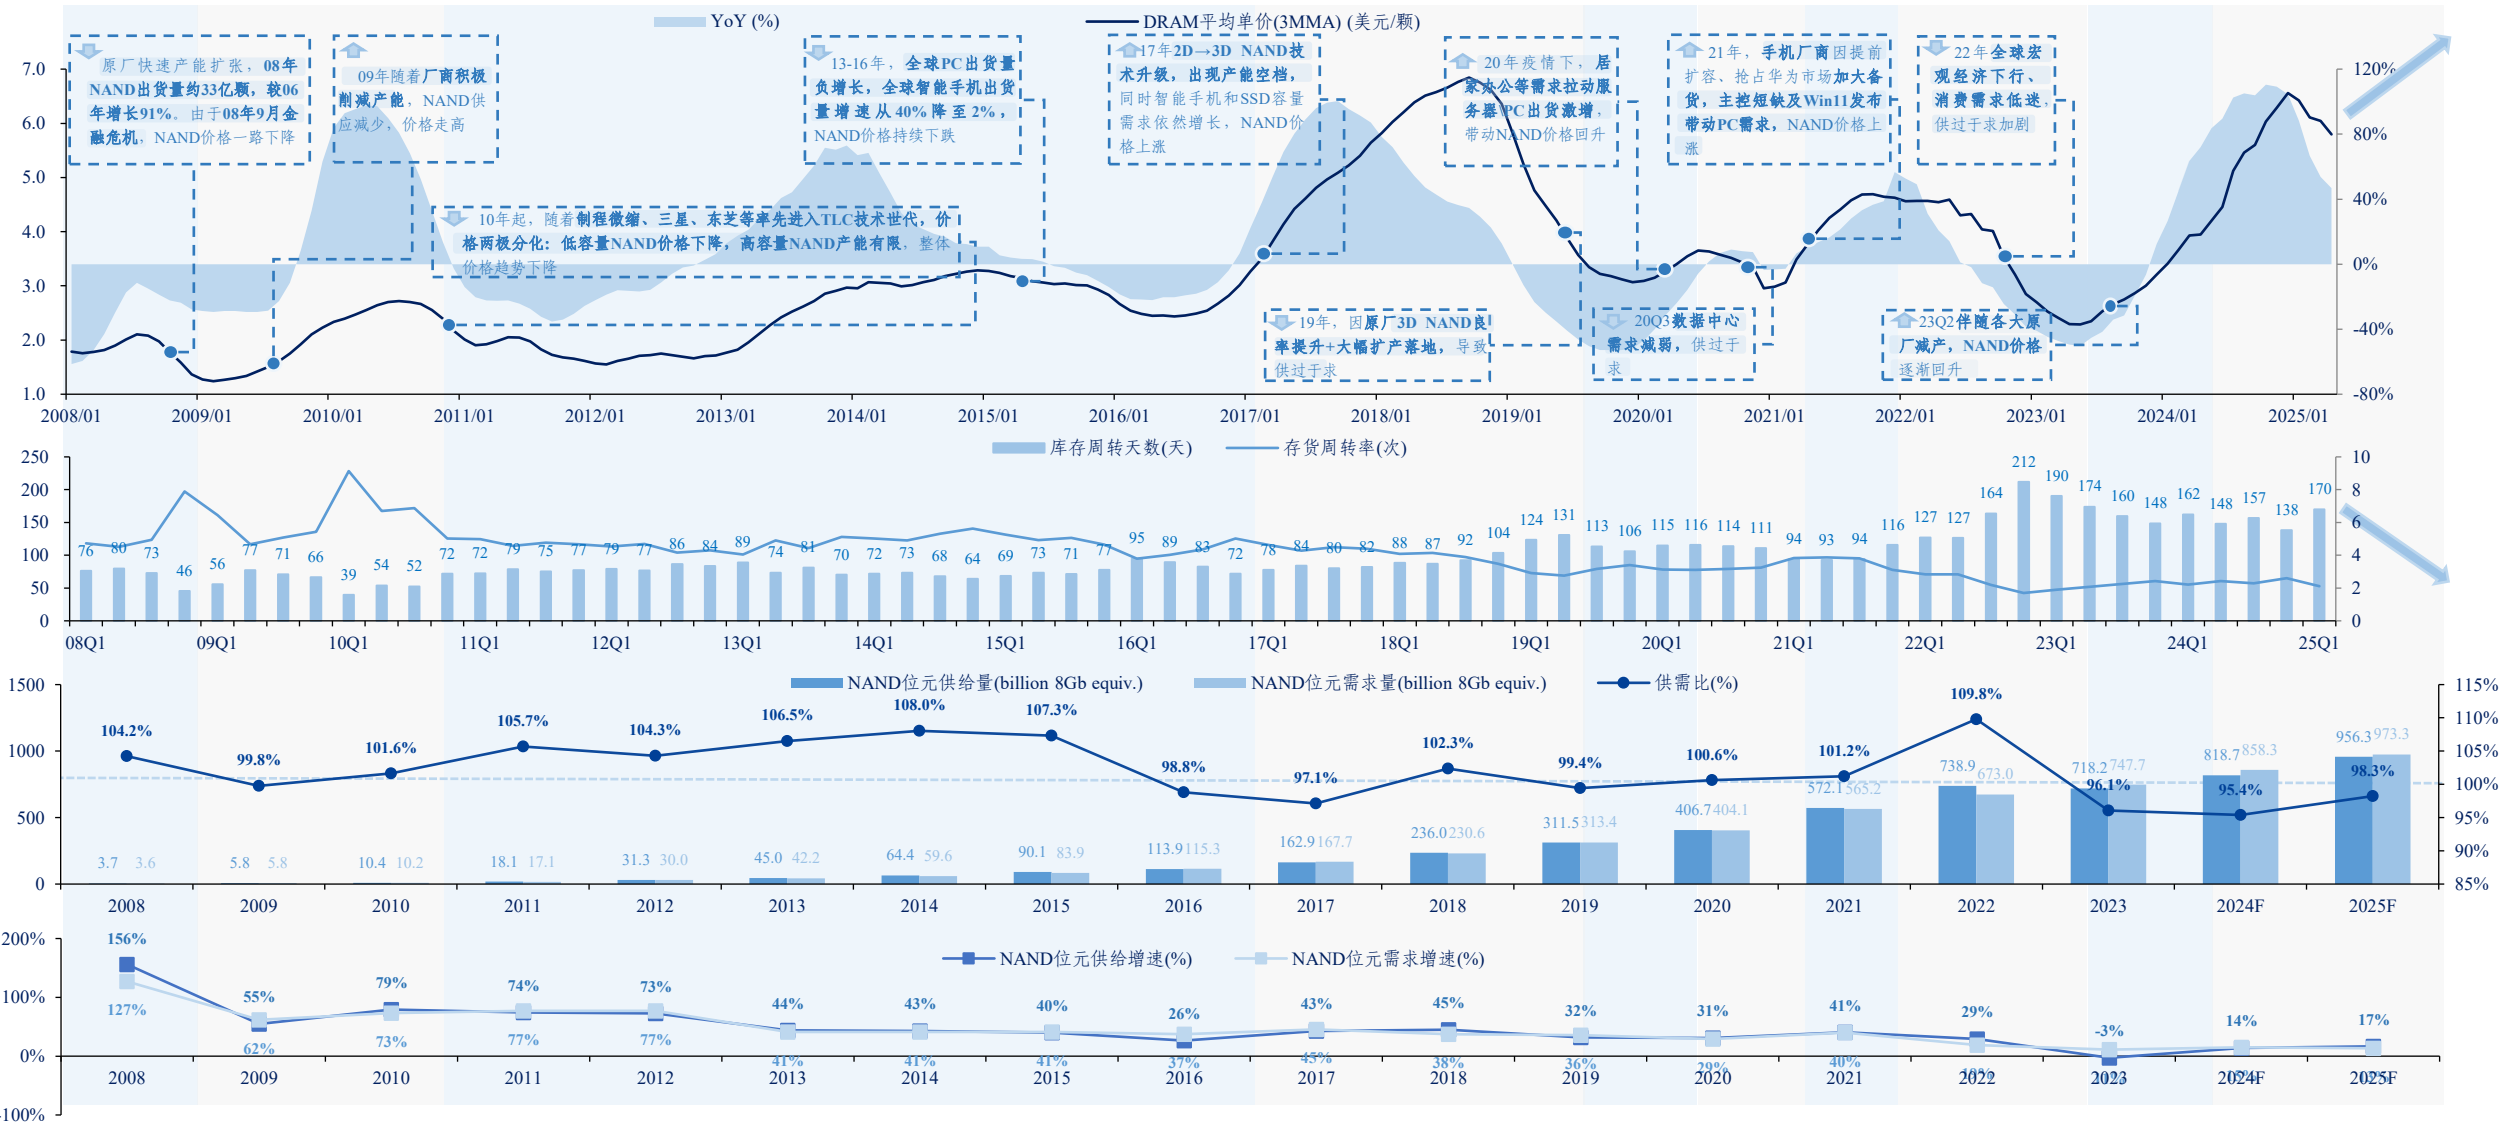 YoY (%)
DRAM平均单价(3MMA) (美元/颗)
原厂快速产能扩张，08年
NAND出货量约33亿颗，较06
年增长91%。由于08年9月金
融危机，NAND价格一路下降
09年随着厂商积极
削减产能，NAND供
应减少，价格走高
13-16年，全球PC出货量
负增长，全球智能手机出货
量增速从40%降至2%，
NAND价格持续下跌
17年2D→3D NAND技
术升级，出现产能空档，
同时智能手机和SSD容量
需求依然增长，NAND价
格上涨
20年疫情下，居
家办公等需求拉动服
务器/PC出货激增，
带动NAND价格回升
21年，手机厂商因提前
扩容、抢占华为市场加大备
货，主控短缺及Win11发布
带动PC需求，NAND价格上
涨
22年全球宏
观经济下行、
消费需求低迷，
供过于求加剧
10年起，随着制程微缩、三星、东芝等率先进入TLC技术世代，价
格两极分化：低容量NAND价格下降，高容量NAND产能有限，整体
价格趋势下降
19年，因原厂3D NAND良
率提升+大幅扩产落地，导致
供过于求
20Q3数据中心
需求减弱，供过于
求
23Q2伴随各大原
厂减产，NAND价格
逐渐回升
7.0
6.0
5.0
4.0
3.0
2.0
1.0
120%
80%
40%
0%
-40%
-80%
2008/01 2009/01 2010/01 2011/01 2012/01 2013/01 2014/01 2015/01 2016/01 2017/01 2018/01 2019/01 2020/01 2021/01 2022/01 2023/01 2024/01 2025/01
库存周转天数(天)
存货周转率(次)
250
200
150
100
50
0
10
8
6
4
2
0
76 80 73 46 56 77 71 66 39 54 52 72 72 79 75 77 79 77 86 84 89 74 81 70 72 73 68 64 69 73 71 77 95 89 83 72 78 84 80 82 88 87 92 104 124 131 113 106 115 116 114 111 94 93 94 116 127 127 164 212 190 174 160 148 162 148 157 138 170
08Q1 09Q1 10Q1 11Q1 12Q1 13Q1 14Q1 15Q1 16Q1 17Q1 18Q1 19Q1 20Q1 21Q1 22Q1 23Q1 24Q1 25Q1
NAND位元供给量(billion 8Gb equiv.)
NAND位元需求量(billion 8Gb equiv.)
供需比(%)
1500
1000
500
0
115%
110%
105%
100%
95%
90%
85%
104.2% 99.8% 101.6% 105.7% 104.3% 106.5% 108.0% 107.3% 98.8% 97.1% 102.3% 99.4% 100.6% 101.2% 109.8% 96.1% 95.4% 98.3%
3.7 3.6 5.8 5.8 10.4 10.2 18.1 17.1 31.3 30.0 45.0 42.2 64.4 59.6 90.1 83.9 113.9 115.3 162.9 167.7 236.0 230.6 311.5 313.4 406.7 404.1 572.1 565.2 738.9 673.0 718.2 747.7 818.7 858.3 956.3 973.3
2008 2009 2010 2011 2012 2013 2014 2015 2016 2017 2018 2019 2020 2021 2022 2023 2024F 2025F
NAND位元供给增速(%)
NAND位元需求增速(%)
200%
100%
0%
-100%
156% 55% 79% 74% 73% 44% 43% 40% 26% 43% 45% 32% 31% 41% 29% -3% 14% 17%
127% 62% 73% 77% 77% 41% 41% 41% 37% 45% 38% 36% 29% 40%
2008 2009 2010 2011 2012 2013 2014 2015 2016 2017 2018 2019 2020 2021 2022 2023 2024F 2025F